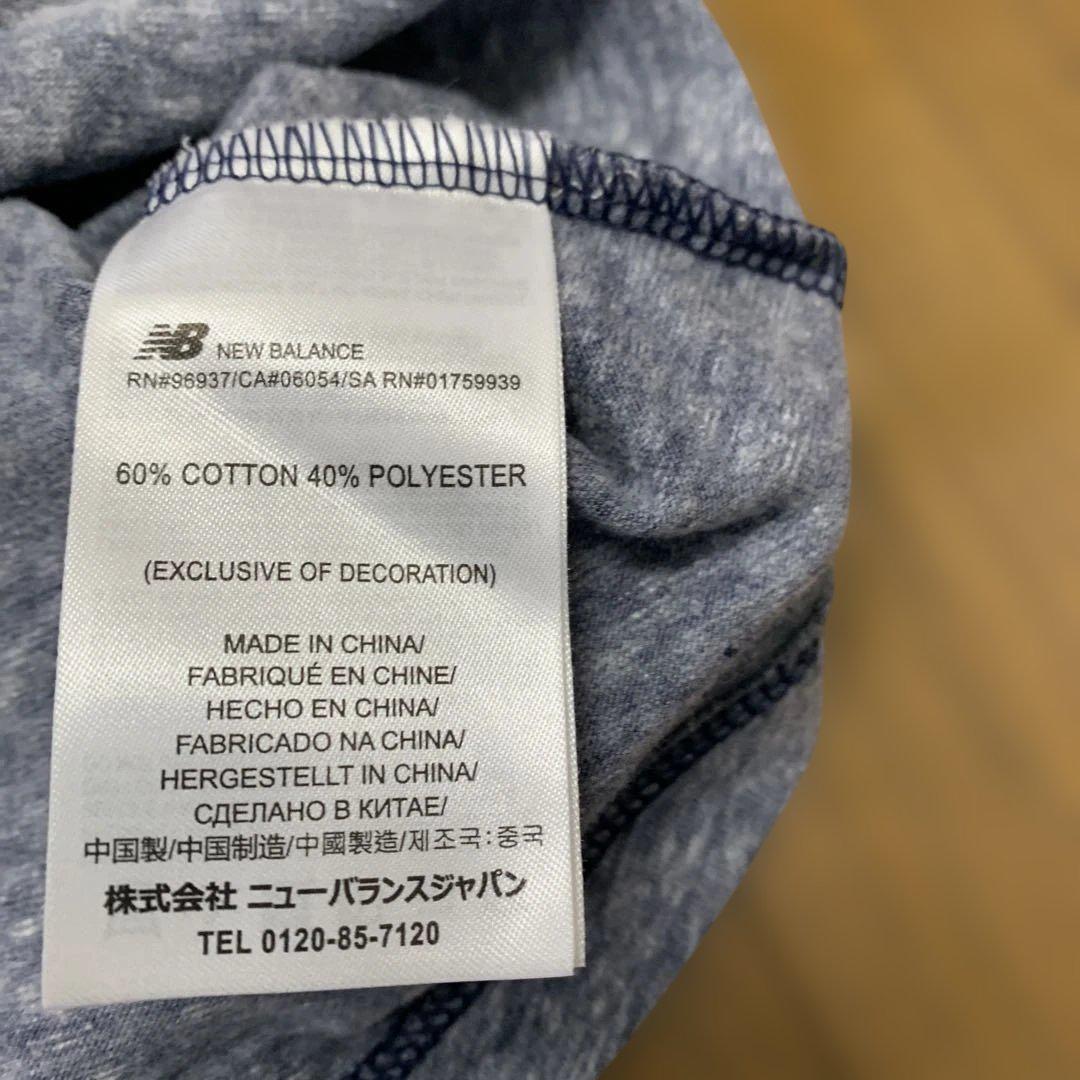 NB NEW BALANCE
RN#96937/CA#06054/SA RN#01759939
60% COTTON 40% POLYESTER
(EXCLUSIVE OF DECORATION)
MADE IN CHINA/
FABRIQUÉ EN CHINE/
HECHO EN CHINA/
FABRICADO NA CHINA/
HERGESTELLT IN CHINA/
СДЕЛАНО В КИТАЕ/
中国製/中国制造/中國製造/제조국:중국
株式会社 ニューバランスジャパン
TEL 0120-85-7120